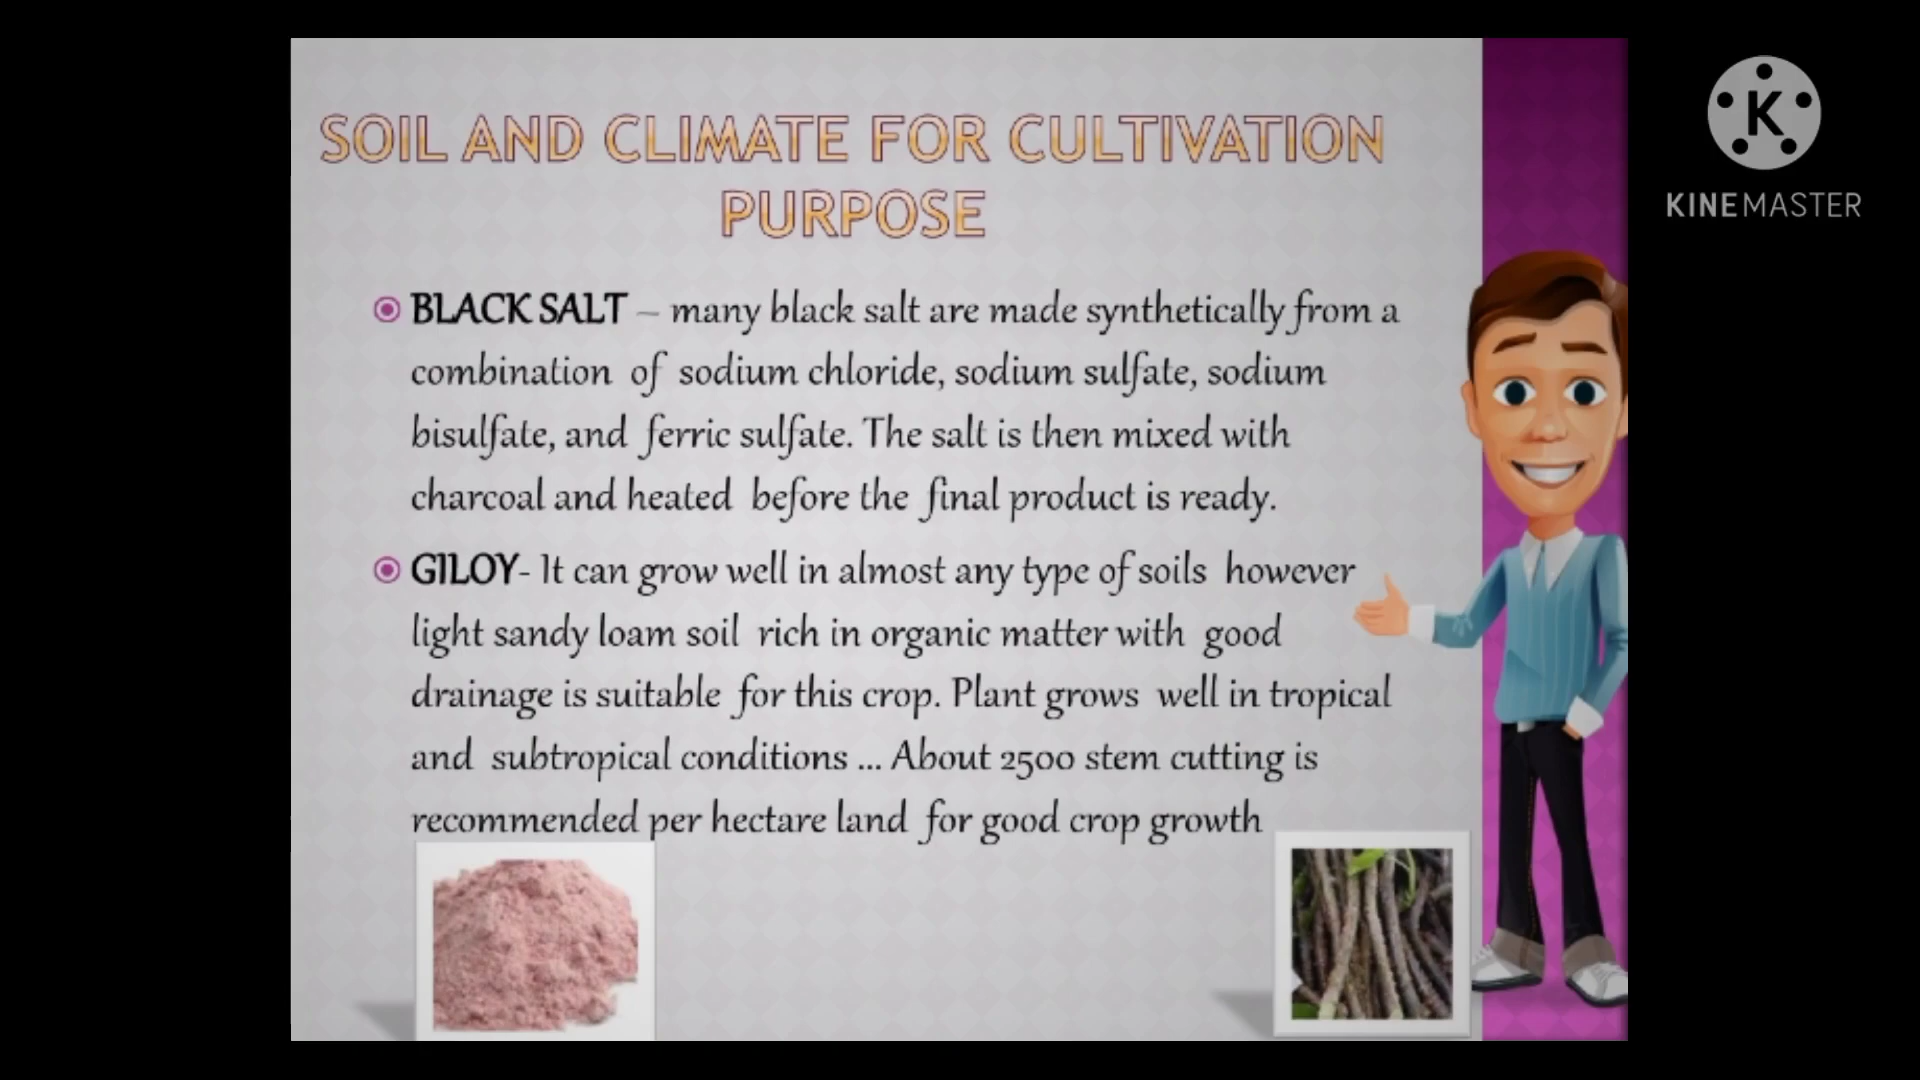 SOIL AND CLIMATE FOR CULTIVATION
PURPOSE
BLACK SALT – many black salt are made synthetically from a
combination of sodium chloride, sodium sulfate, sodium
bisulfate, and ferric sulfate. The salt is then mixed with
charcoal and heated before the final product is ready.
GILOY- It can grow well in almost any type of soils however
light sandy loam soil rich in organic matter with good
drainage is suitable for this crop. Plant grows well in tropical
and subtropical conditions ... About 2500 stem cutting is
recommended per hectare land for good crop growth
K
KINEMASTER